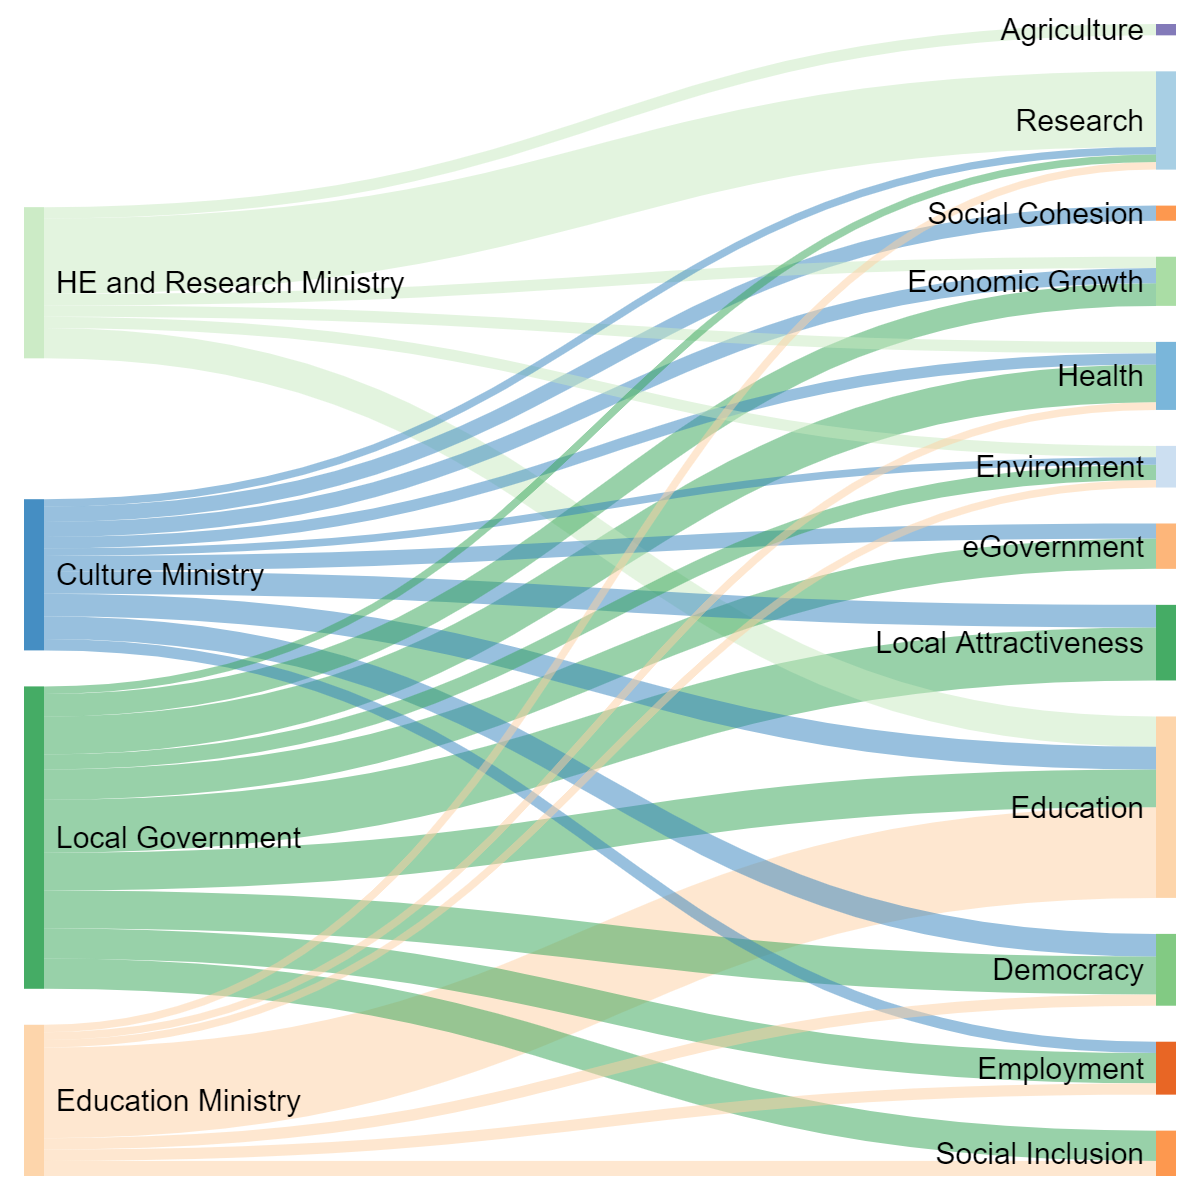 Agriculture
Research
Social Cohesion
HE and Research Ministry
Economic Growth
Health
Environment
eGovernment
Culture Ministry
Local Attractiveness
Education
Local Government
Democracy
Employment
Education Ministry
Social Inclusion